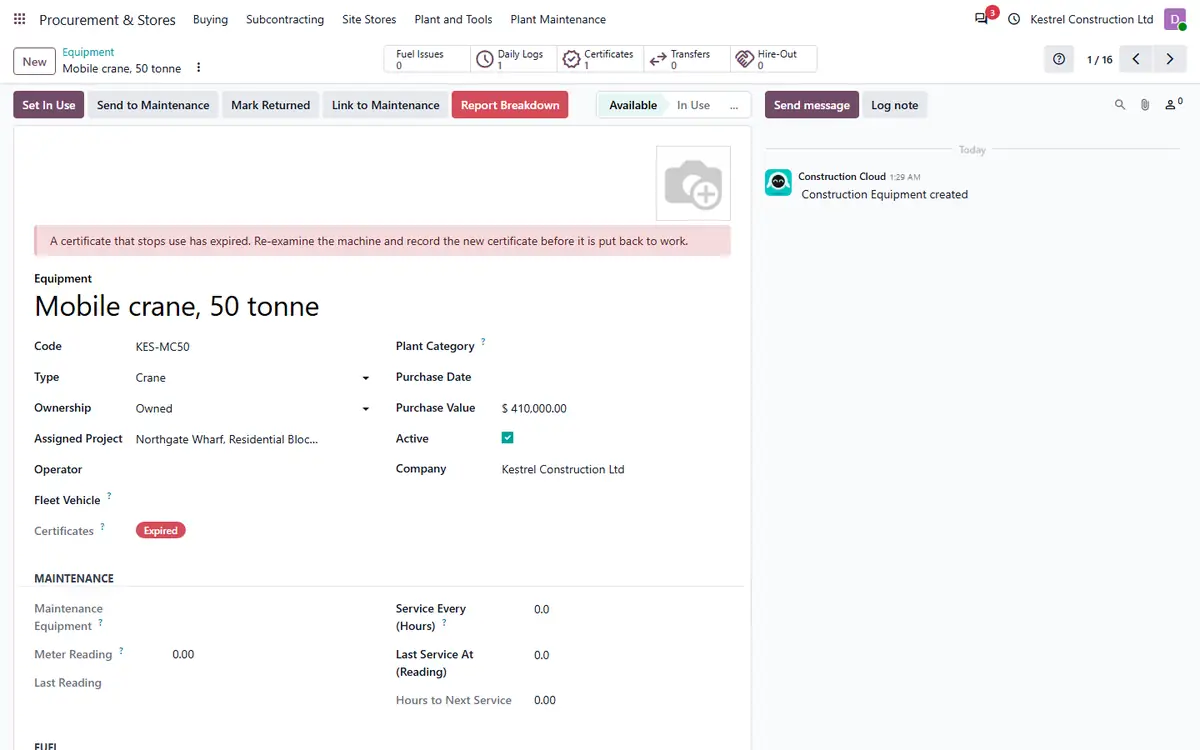 Procurement & Stores Buying Subcontracting Site Stores Plant and Tools Plant Maintenance 3 Kestrel Construction Ltd D
New Equipment
Mobile crane, 50 tonne
Fuel Issues 0 Daily Logs 1 Certificates 1 Transfers 0 Hire-Out 0
1 / 16
Set In Use Send to Maintenance Mark Returned Link to Maintenance Report Breakdown Available In Use ... Send message Log note 0
Today
Construction Cloud 1:29 AM
Construction Equipment created
A certificate that stops use has expired. Re-examine the machine and record the new certificate before it is put back to work.
Equipment
Mobile crane, 50 tonne
Code KES-MC50 Plant Category ?
Type Crane Purchase Date
Ownership Owned Purchase Value $ 410,000.00
Assigned Project Northgate Wharf, Residential Bloc... Active
Operator Company Kestrel Construction Ltd
Fleet Vehicle ?
Certificates ? Expired
MAINTENANCE
Maintenance Equipment ? Service Every (Hours) ? 0.0
Meter Reading ? 0.00 Last Service At (Reading) 0.0
Last Reading Hours to Next Service 0.00
FUEL